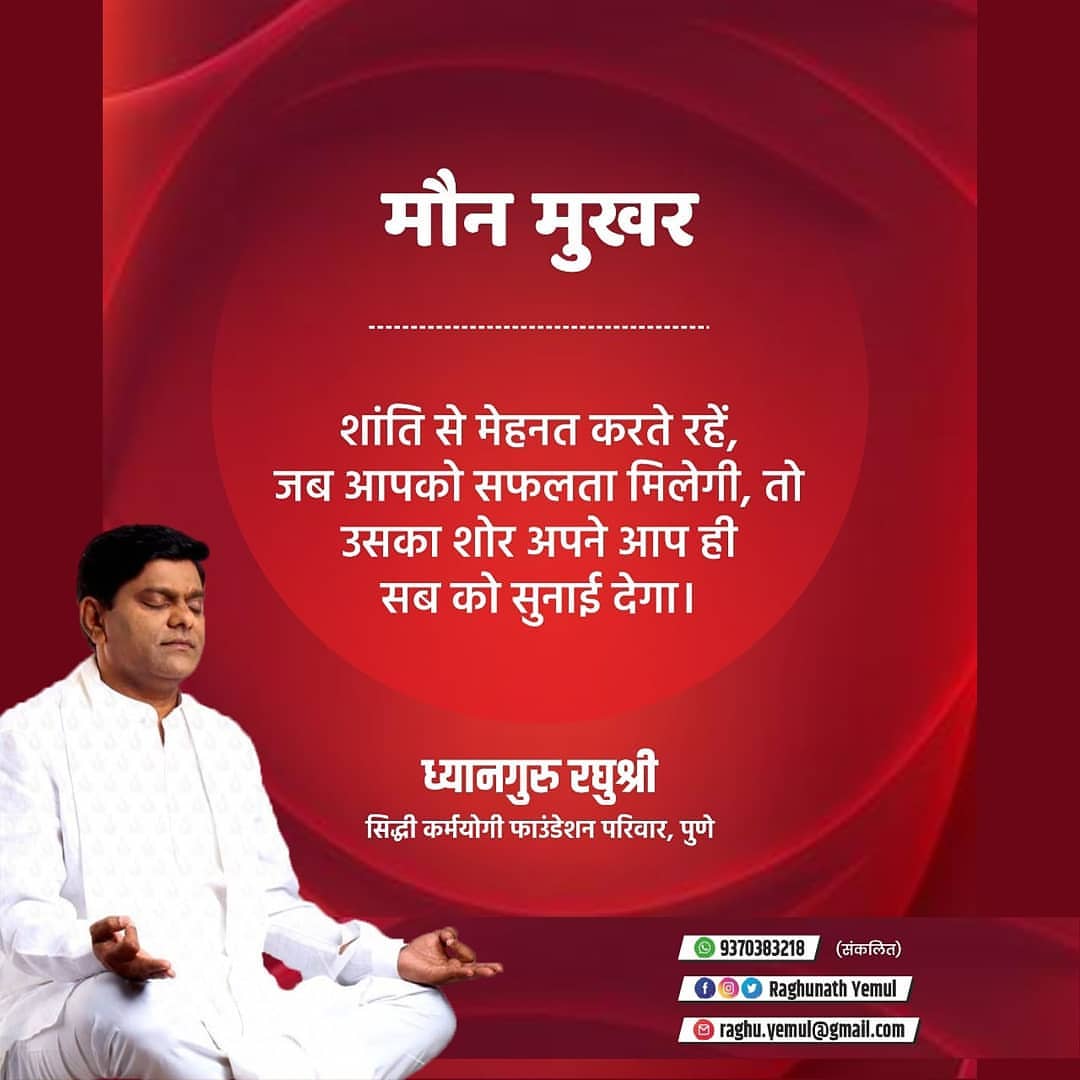 मौन मुखर
शांति से मेहनत करते रहें,
जब आपको सफलता मिलेगी, तो
उसका शोर अपने आप ही
सब को सुनाई देगा।
ध्यानगुरु रघुश्री
सिद्धी कर्मयोगी फाउंडेशन परिवार, पुणे
9370383218 (संकलित)
Raghunath Yemul
raghu.yemul@gmail.com